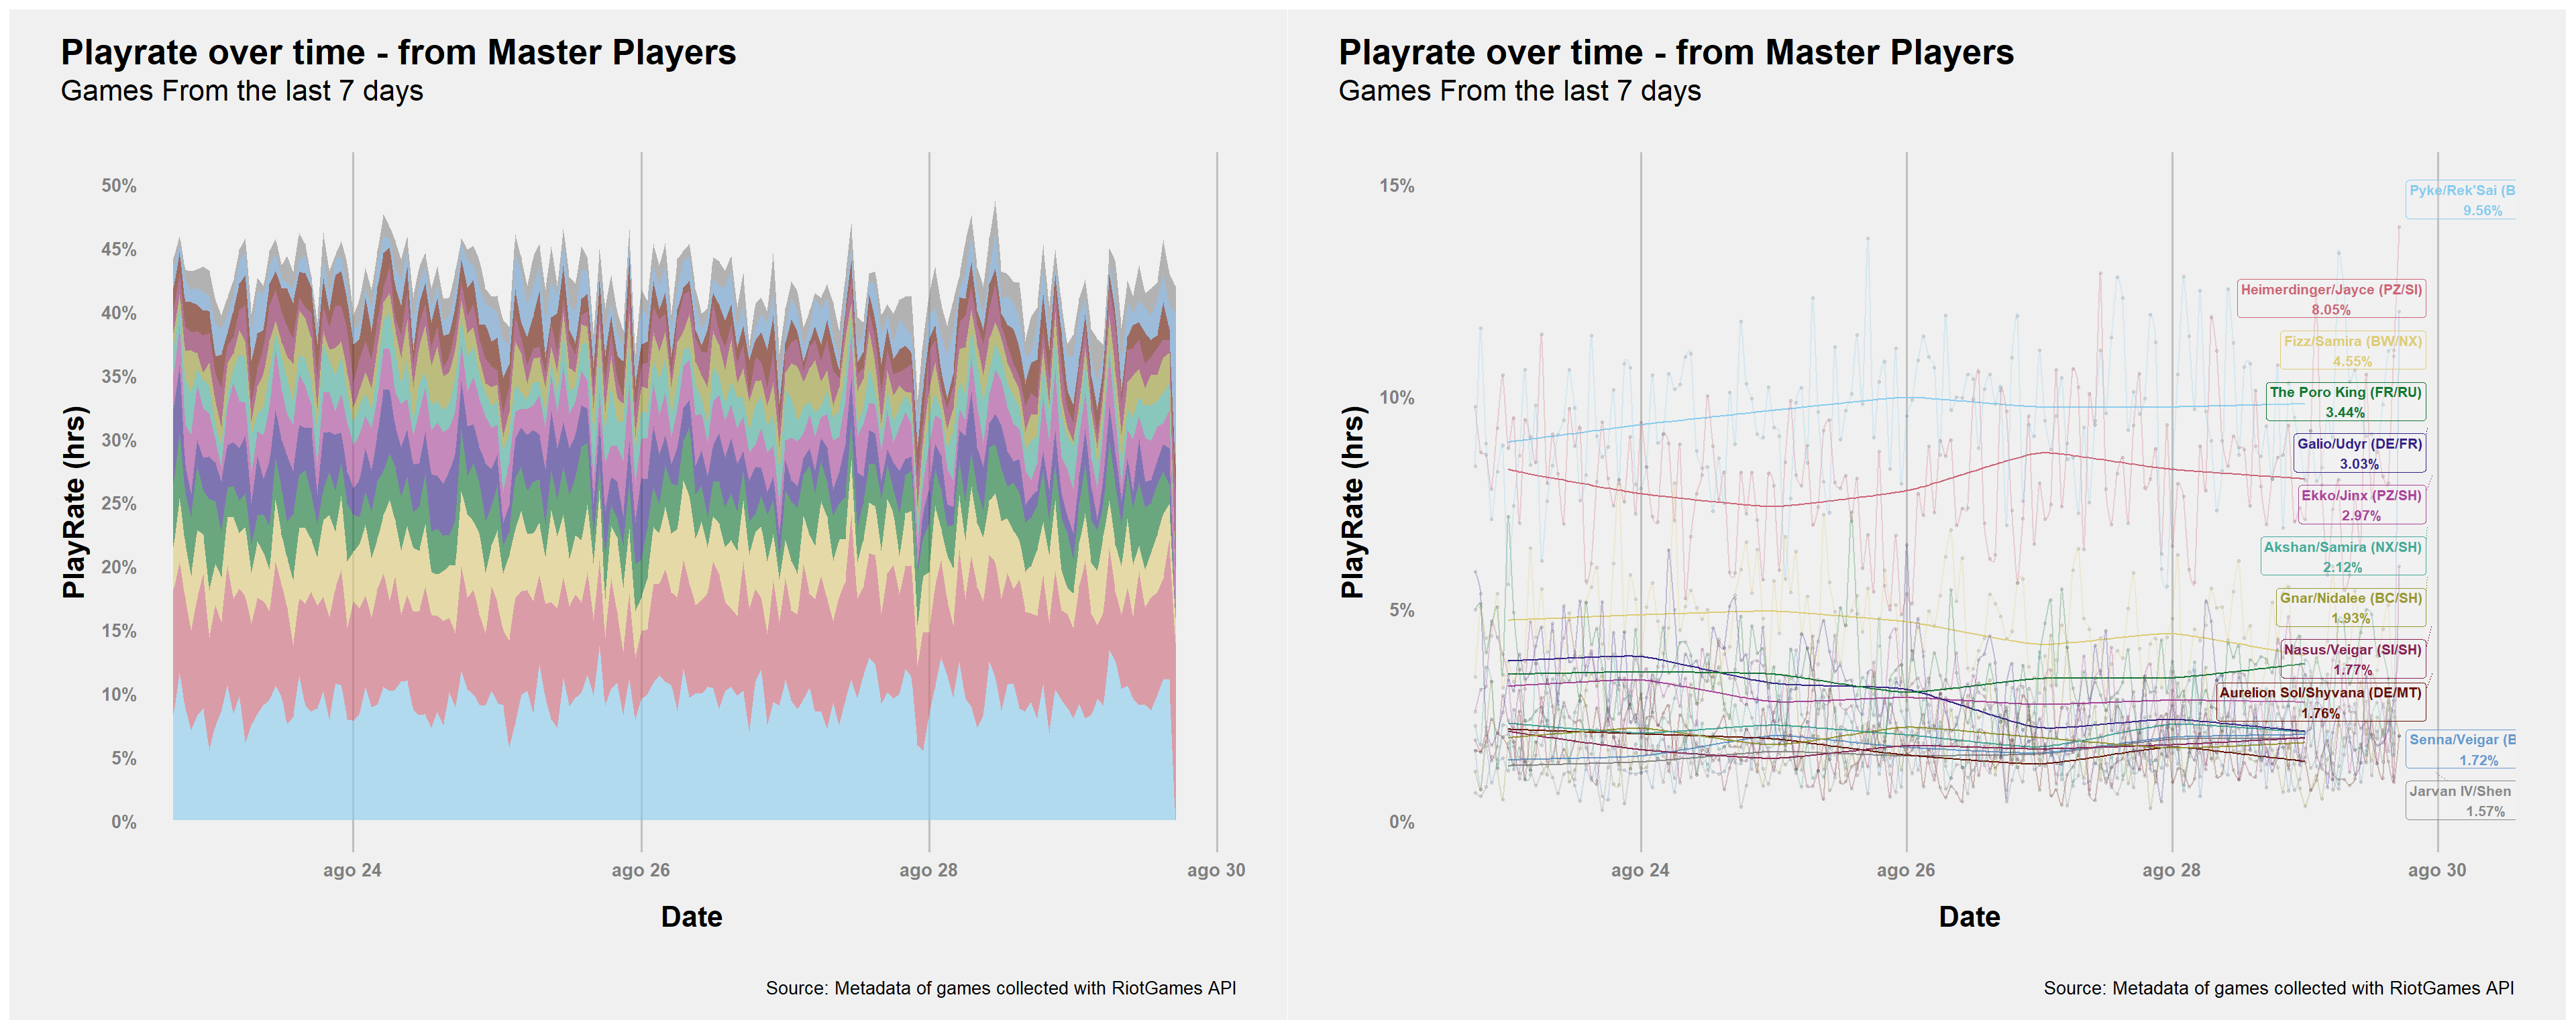 Playrate over time - from Master Players
Games From the last 7 days
50%
45%
40%
35%
30%
25%
20%
15%
10%
5%
0%
PlayRate (hrs)
ago 24
ago 26
ago 28
ago 30
Date
Source: Metadata of games collected with RiotGames API
Playrate over time - from Master Players
Games From the last 7 days
15%
10%
5%
0%
PlayRate (hrs)
Pyke/Rek'Sai (B
9.56%
Heimerdinger/Jayce (PZ/SI)
8.05%
Fizz/Samira (BW/NX)
4.55%
The Poro King (FR/RU)
3.44%
Galio/Udyr (DE/FR)
3.03%
Ekko/Jinx (PZ/SH)
2.97%
Akshan/Samira (NX/SH)
2.12%
Gnar/Nidalee (BC/SH)
1.93%
Nasus/Veigar (SI/SH)
1.77%
Aurelion Sol/Shyvana (DE/MT)
1.76%
Senna/Veigar (B
1.72%
Jarvan IV/Shen
1.57%
ago 24
ago 26
ago 28
ago 30
Date
Source: Metadata of games collected with RiotGames API